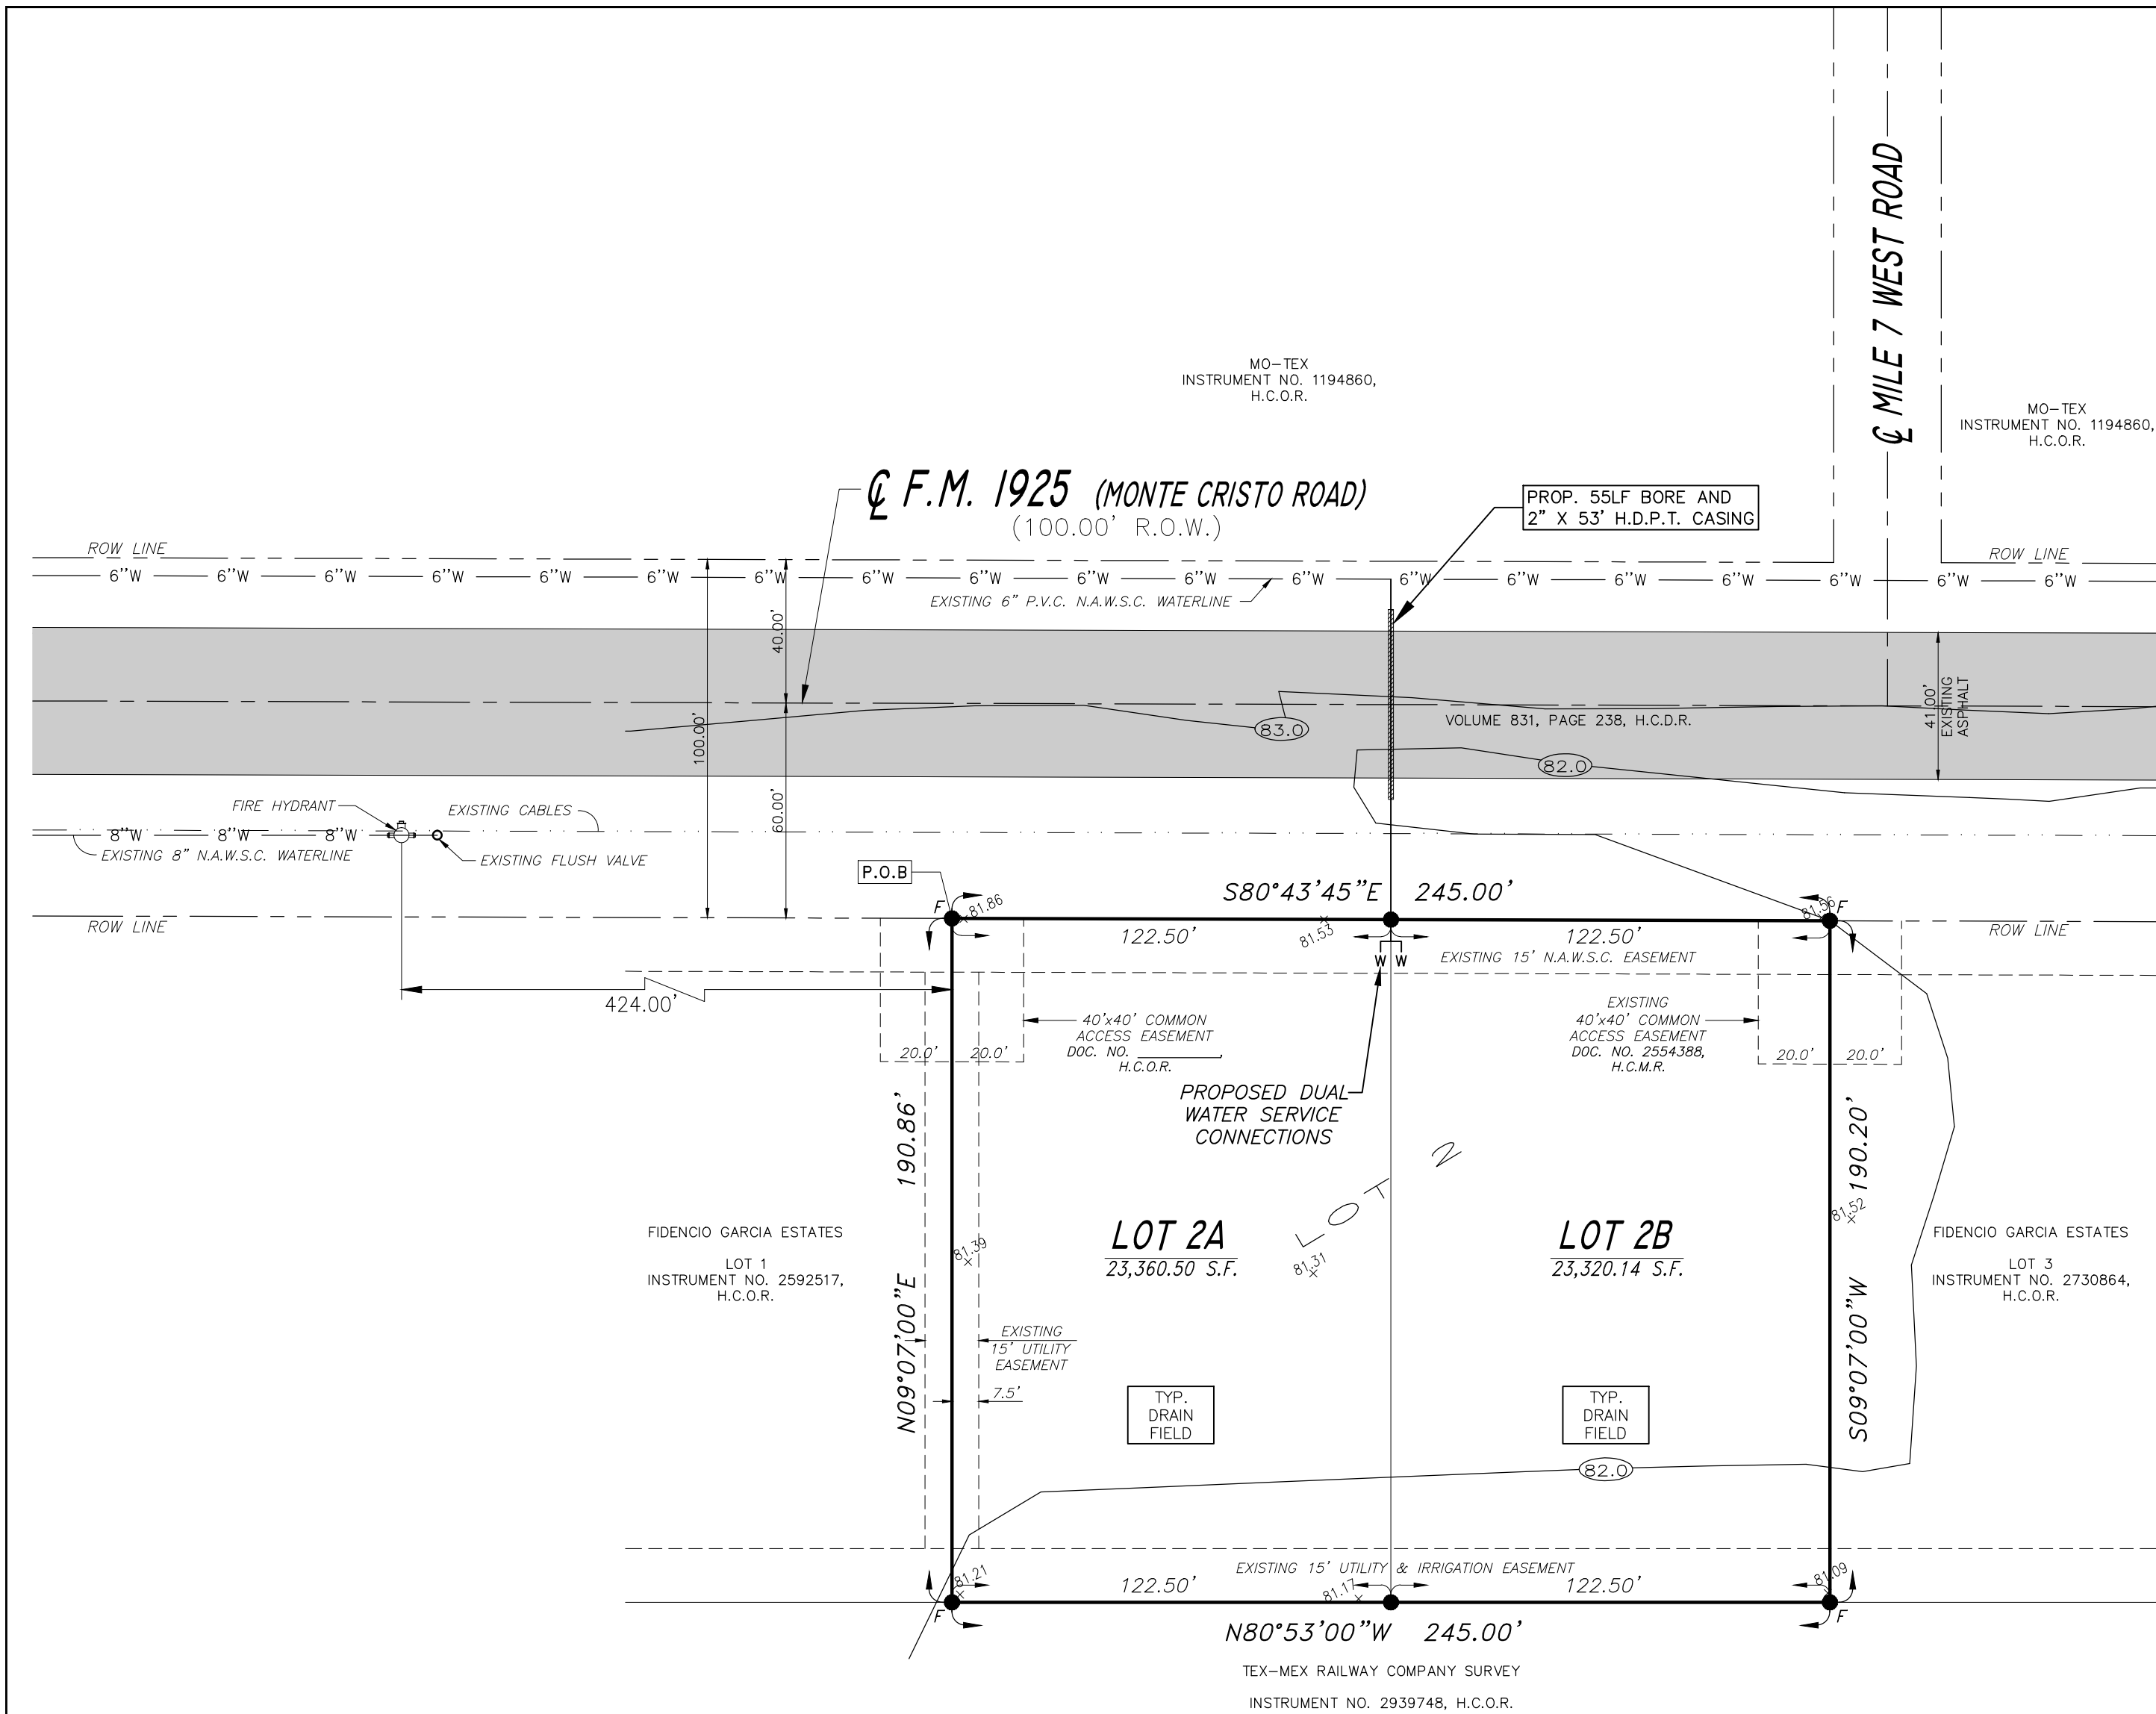 ℄ MILE 7 WEST ROAD
MO-TEX
INSTRUMENT NO. 1194860,
H.C.O.R.
MO-TEX
INSTRUMENT NO. 1194860,
H.C.O.R.
℄ F.M. 1925 (MONTE CRISTO ROAD)
(100.00' R.O.W.)
PROP. 55LF BORE AND
2" X 53' H.D.P.T. CASING
ROW LINE
ROW LINE
6''W 6''W 6''W 6''W 6''W 6''W 6''W 6''W 6''W 6''W 6''W 6''W 6''W 6''W 6''W 6''W 6''W 6''W 6''W
EXISTING 6" P.V.C. N.A.W.S.C. WATERLINE
40.00'
100.00'
60.00'
41.00'
EXISTING
ASPHALT
83.0
VOLUME 831, PAGE 238, H.C.D.R.
82.0
FIRE HYDRANT
EXISTING CABLES
8''W 8''W 8''W
EXISTING 8" N.A.W.S.C. WATERLINE
EXISTING FLUSH VALVE
P.O.B
S80°43'45"E 245.00'
F
81.86
81.56
F
ROW LINE
ROW LINE
122.50'
81.53
122.50'
W W
EXISTING 15' N.A.W.S.C. EASEMENT
424.00'
40'x40' COMMON
ACCESS EASEMENT
DOC. NO. __________,
H.C.O.R.
EXISTING
40'x40' COMMON
ACCESS EASEMENT
DOC. NO. 2554388,
H.C.M.R.
20.0' 20.0'
20.0' 20.0'
PROPOSED DUAL
WATER SERVICE
CONNECTIONS
N09°07'00"E 190.86'
S09°07'00"W 190.20'
LOT 2
81.52
81.39
81.31
LOT 2A
23,360.50 S.F.
LOT 2B
23,320.14 S.F.
FIDENCIO GARCIA ESTATES
LOT 1
INSTRUMENT NO. 2592517,
H.C.O.R.
FIDENCIO GARCIA ESTATES
LOT 3
INSTRUMENT NO. 2730864,
H.C.O.R.
EXISTING
15' UTILITY
EASEMENT
7.5'
TYP.
DRAIN
FIELD
TYP.
DRAIN
FIELD
82.0
EXISTING 15' UTILITY & IRRIGATION EASEMENT
81.21
122.50'
81.17
122.50'
81.09
F
F
N80°53'00"W 245.00'
TEX-MEX RAILWAY COMPANY SURVEY
INSTRUMENT NO. 2939748, H.C.O.R.